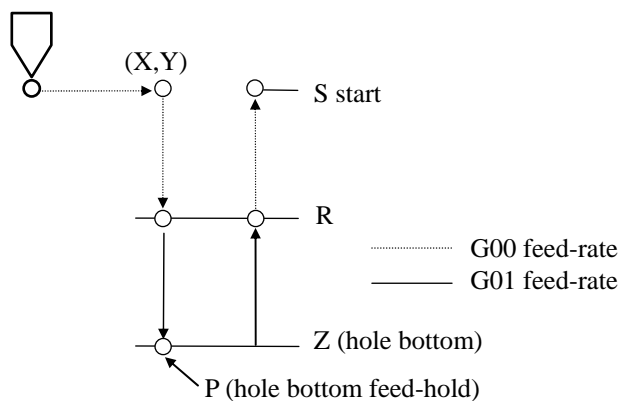 (X,Y)
S start
R
G00 feed-rate
G01 feed-rate
Z (hole bottom)
P (hole bottom feed-hold)